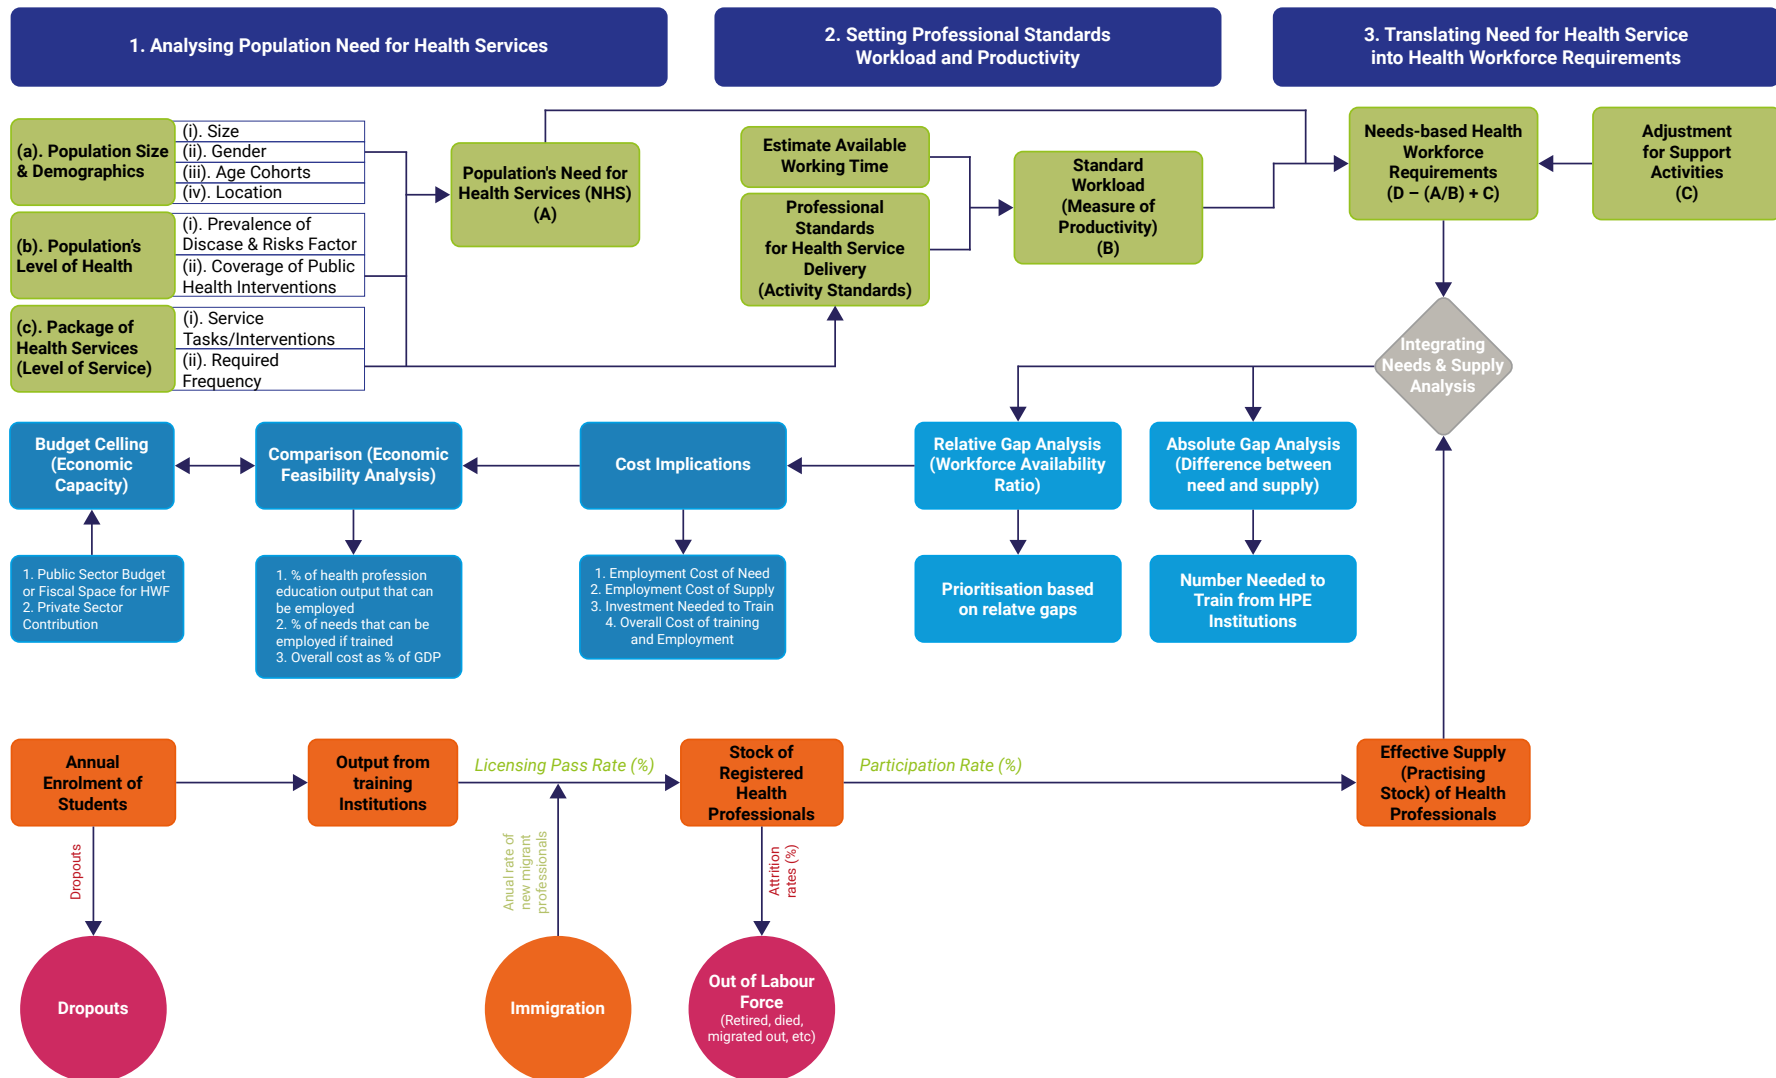 1. Analysing Population Need for Health Services
2. Setting Professional Standards
Workload and Productivity
3. Translating Need for Health Service
into Health Workforce Requirements
(a). Population Size
& Demographics
(i). Size
(ii). Gender
(iii). Age Cohorts
(iv). Location
(b). Population's
Level of Health
(i). Prevalence of
Disease & Risks Factor
(ii). Coverage of Public
Health Interventions
(c). Package of
Health Services
(Level of Service)
(i). Service
Tasks/Interventions
(ii). Required
Frequency
Population's Need for
Health Services (NHS)
(A)
Estimate Available
Working Time
Professional
Standards
for Health Service
Delivery
(Activity Standards)
Standard
Workload
(Measure of
Productivity)
(B)
Needs-based Health
Workforce
Requirements
(D – (A/B) + C)
Adjustment
for Support
Activities
(C)
Integrating
Needs & Supply
Analysis
Budget Celling
(Economic
Capacity)
Comparison (Economic
Feasibility Analysis)
Cost Implications
Relative Gap Analysis
(Workforce Availability
Ratio)
Absolute Gap Analysis
(Difference between
need and supply)
1. Public Sector Budget
or Fiscal Space for HWF
2. Private Sector
Contribution
1. % of health profession
education output that can
be employed
2. % of needs that can be
employed if trained
3. Overall cost as % of GDP
1. Employment Cost of Need
2. Employment Cost of Supply
3. Investment Needed to Train
4. Overall Cost of training
and Employment
Prioritisation based
on relatve gaps
Number Needed to
Train from HPE
Institutions
Annual
Enrolment of
Students
Output from
training
Institutions
Licensing Pass Rate (%)
Stock of
Registered
Health
Professionals
Participation Rate (%)
Effective Supply
(Practising
Stock) of Health
Professionals
Dropouts
Anual rate of
new migrant
professionals
Attrition
rates (%)
Dropouts
Immigration
Out of Labour
Force
(Retired, died,
migrated out, etc)